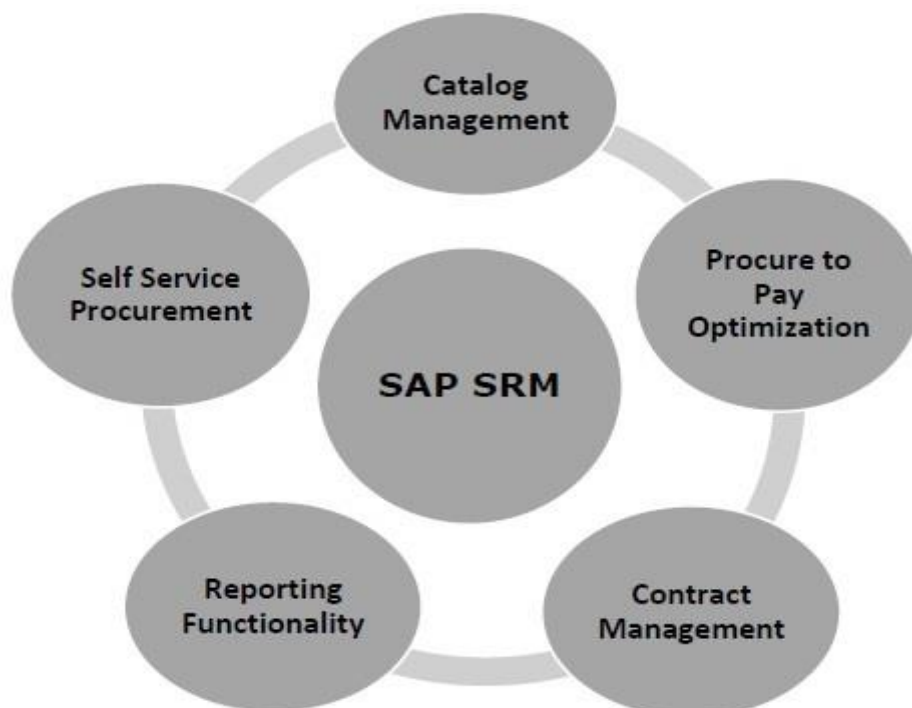 Catalog
Management
Procure to
Pay
Optimization
Contract
Management
Reporting
Functionality
Self Service
Procurement
SAP SRM